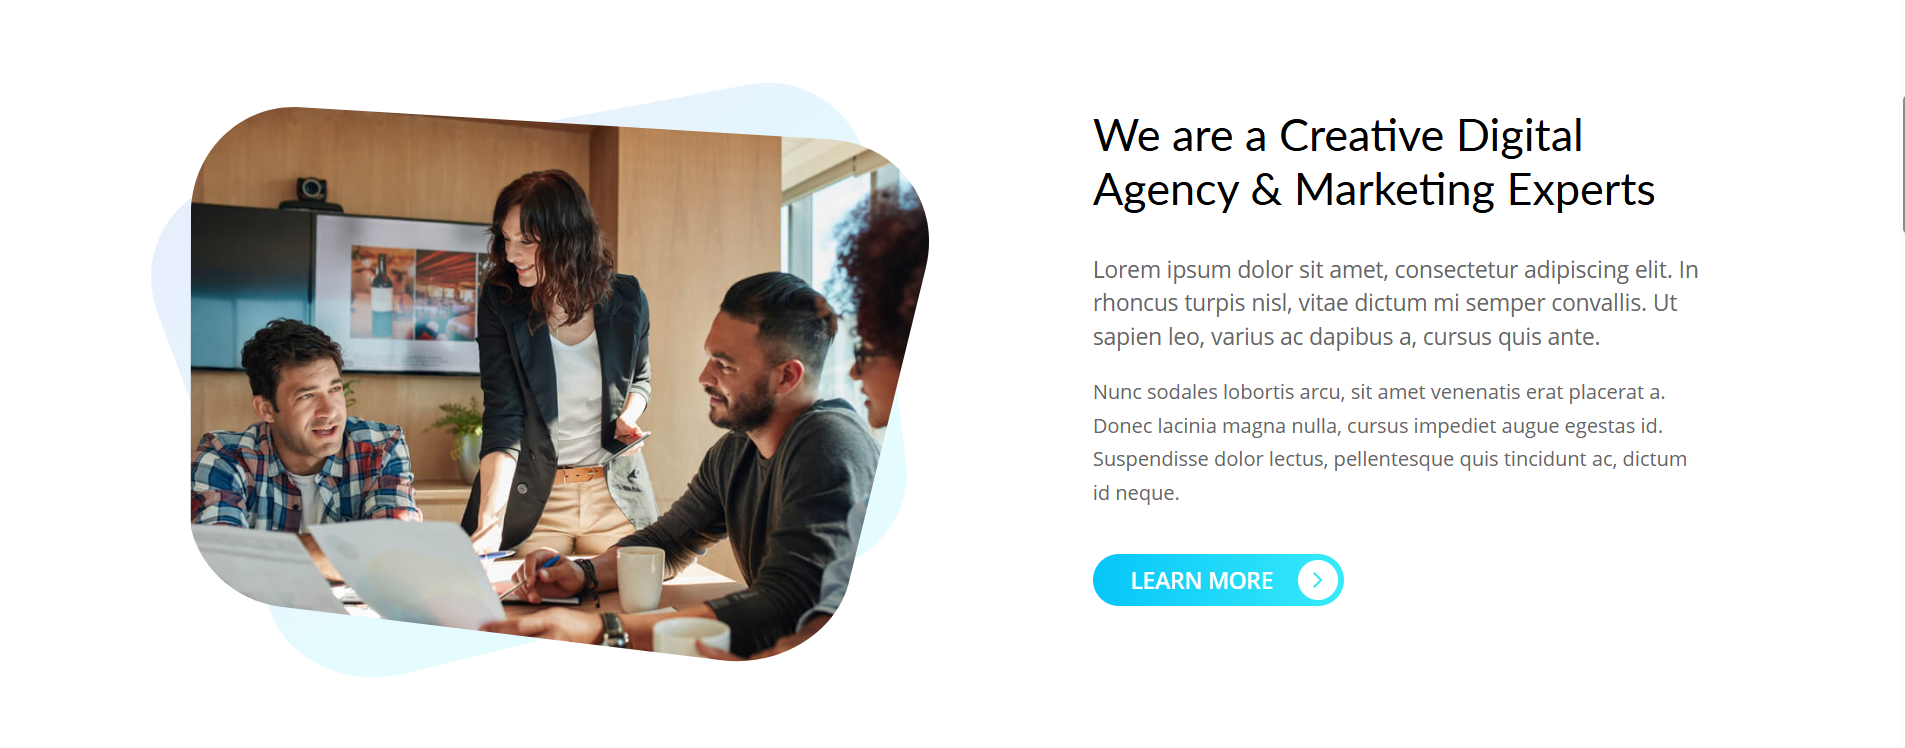 We are a Creative Digital
Agency & Marketing Experts
Lorem ipsum dolor sit amet, consectetur adipiscing elit. In
rhoncus turpis nisl, vitae dictum mi semper convallis. Ut
sapien leo, varius ac dapibus a, cursus quis ante.
Nunc sodales lobortis arcu, sit amet venenatis erat placerat a.
Donec lacinia magna nulla, cursus impediet augue egestas id.
Suspendisse dolor lectus, pellentesque quis tincidunt ac, dictum
id neque.
LEARN MORE